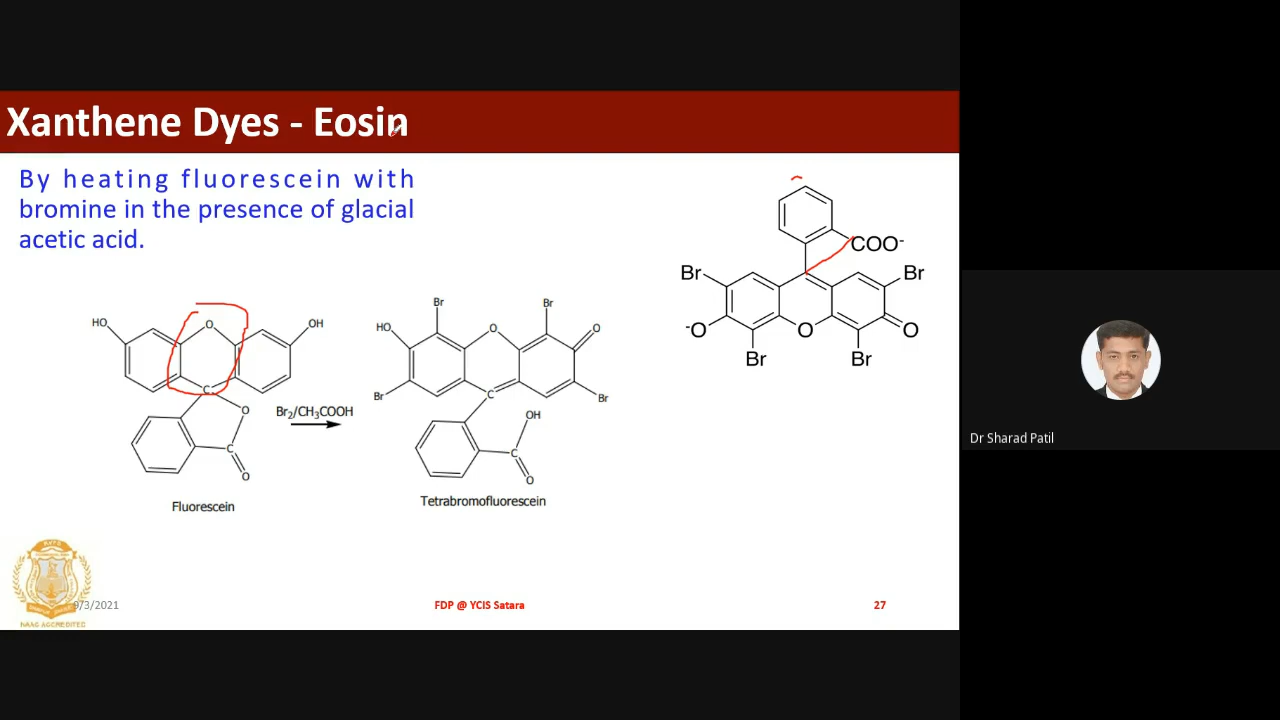 Xanthene Dyes - Eosin
By heating fluorescein with
bromine in the presence of glacial
acetic acid.
COO-
Br
Br
-O
O
O
Br
Br
HO
O
OH
C
O
C
O
Br2/CH3COOH
Fluorescein
Br
Br
HO
O
O
Br
C
Br
OH
C
O
Tetrabromofluorescein
NAAC ACCREDITED
9/3/2021
FDP @ YCIS Satara
27
Dr Sharad Patil